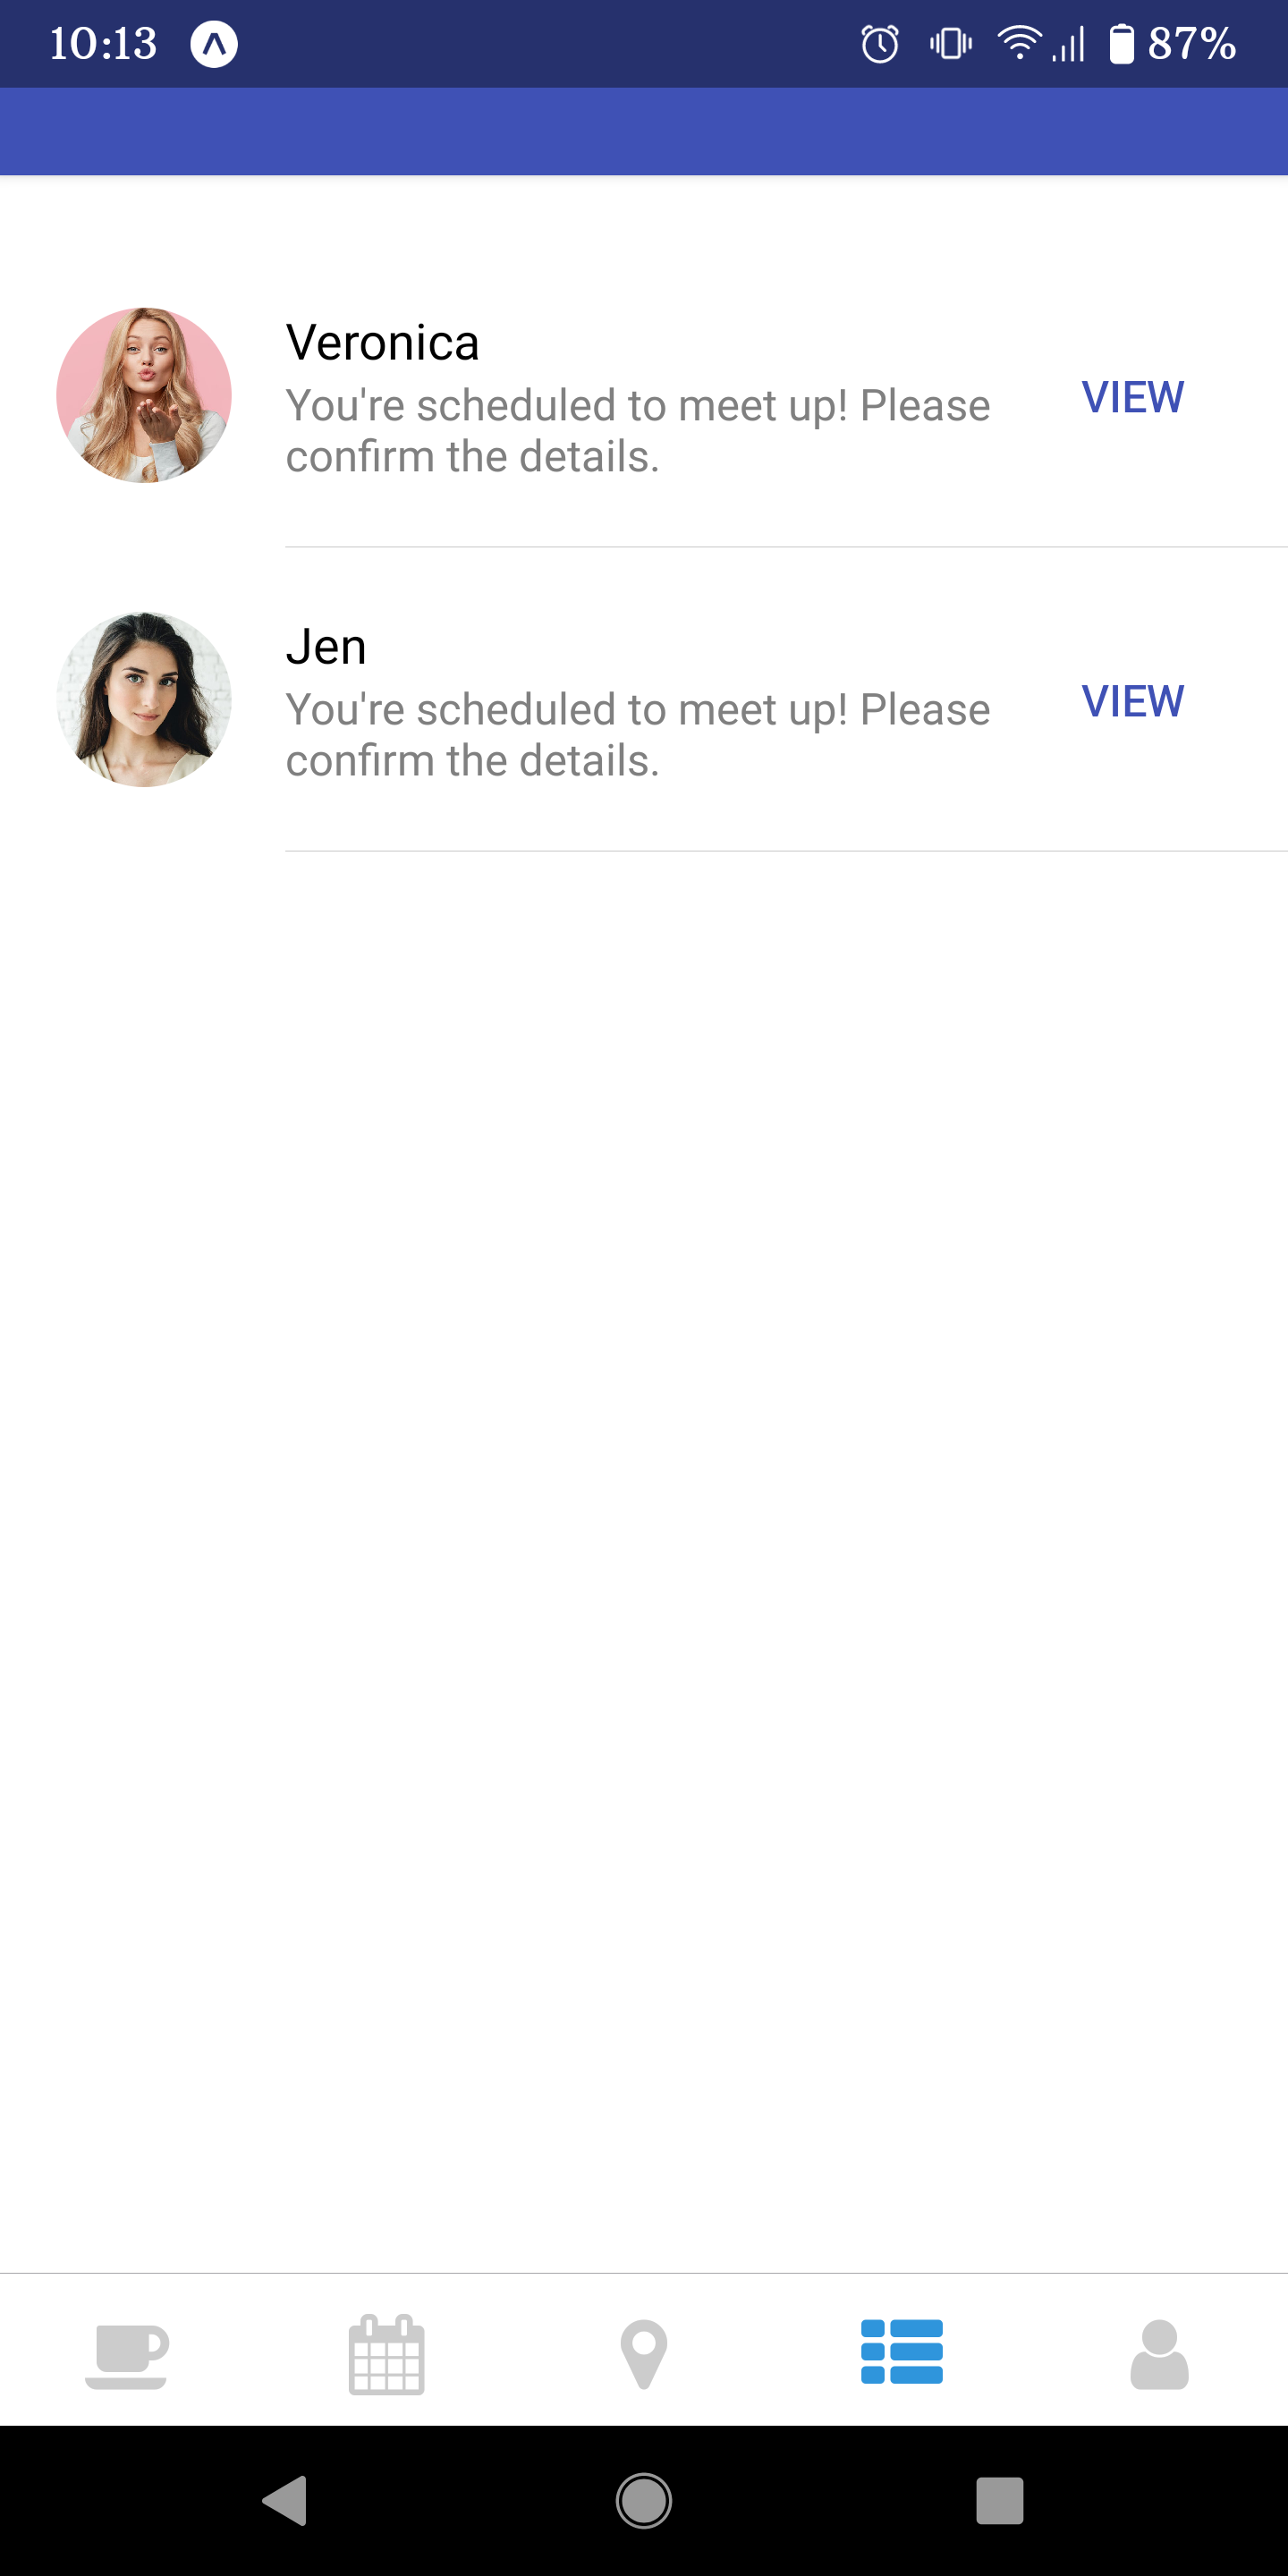 10:13
87%
Veronica
You're scheduled to meet up! Please
confirm the details.
VIEW
Jen
You're scheduled to meet up! Please
confirm the details.
VIEW